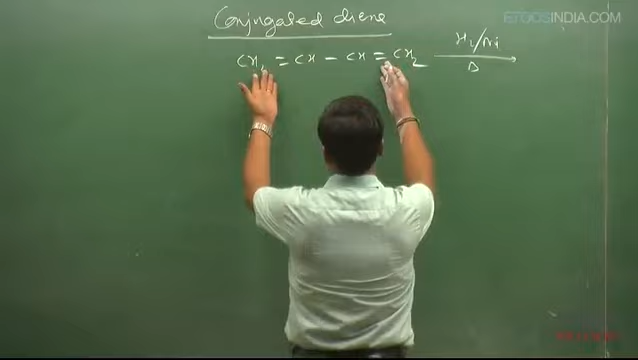 Conjugated diene
CH2 = CH - CH = CH2
H2/Ni
Δ
ETOOSINDIA.COM